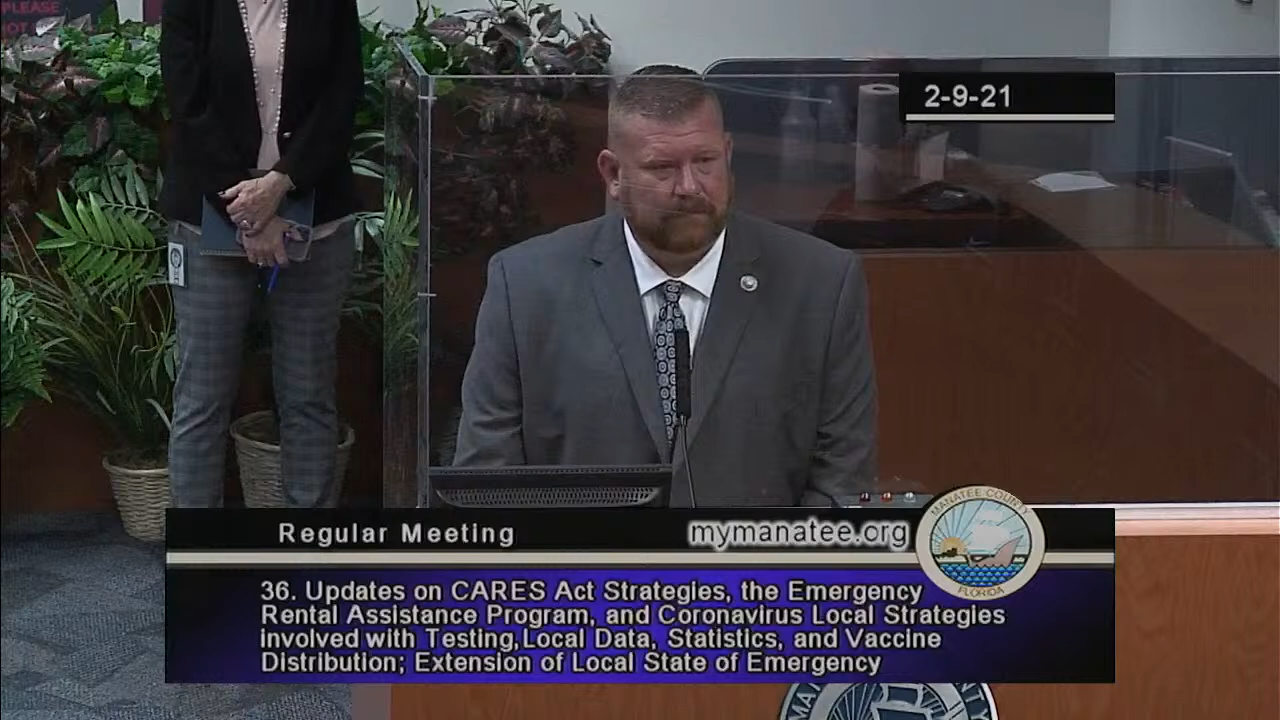 PLEASE
2-9-21
Regular Meeting
mymanatee.org
MANATEE COUNTY
FLORIDA
36. Updates on CARES Act Strategies, the Emergency
Rental Assistance Program, and Coronavirus Local Strategies
involved with Testing,Local Data, Statistics, and Vaccine
Distribution; Extension of Local State of Emergency